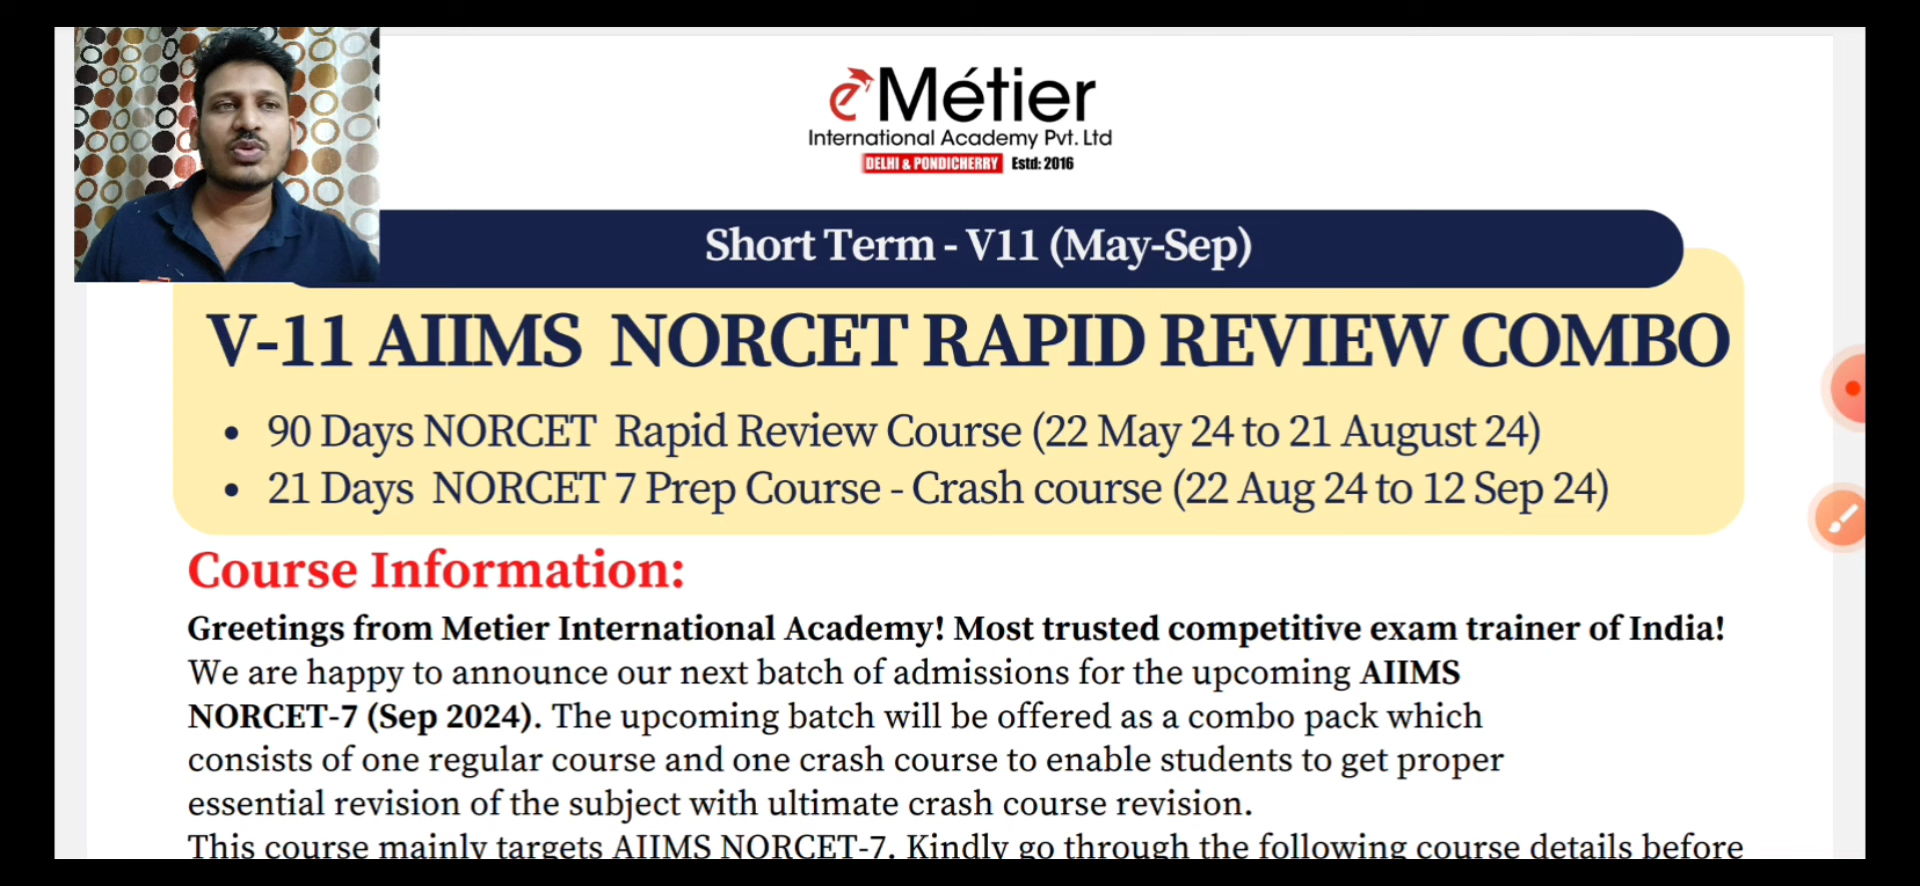 eMétier
International Academy Pvt. Ltd
DELHI & PONDICHERRY Estd: 2016
Short Term - V11 (May-Sep)
V-11 AIIMS NORCET RAPID REVIEW COMBO
• 90 Days NORCET Rapid Review Course (22 May 24 to 21 August 24)
• 21 Days NORCET 7 Prep Course - Crash course (22 Aug 24 to 12 Sep 24)
Course Information:
Greetings from Metier International Academy! Most trusted competitive exam trainer of India!
We are happy to announce our next batch of admissions for the upcoming AIIMS
NORCET-7 (Sep 2024). The upcoming batch will be offered as a combo pack which
consists of one regular course and one crash course to enable students to get proper
essential revision of the subject with ultimate crash course revision.
This course mainly targets AIIMS NORCET-7. Kindly go through the following course details before